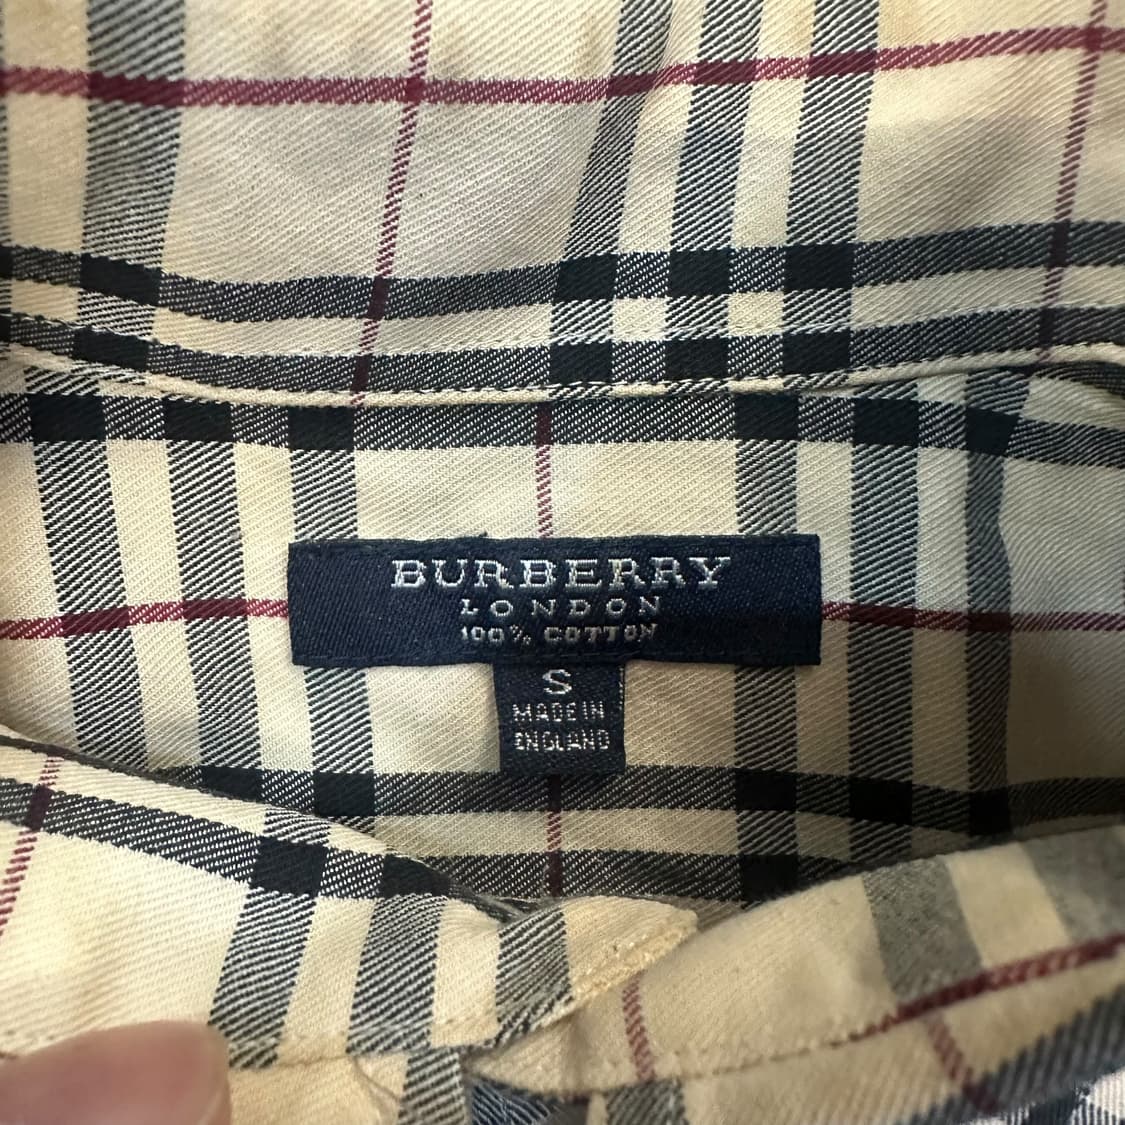 BURBERRY
LONDON
100% COTTON
S
MADE IN
ENGLAND